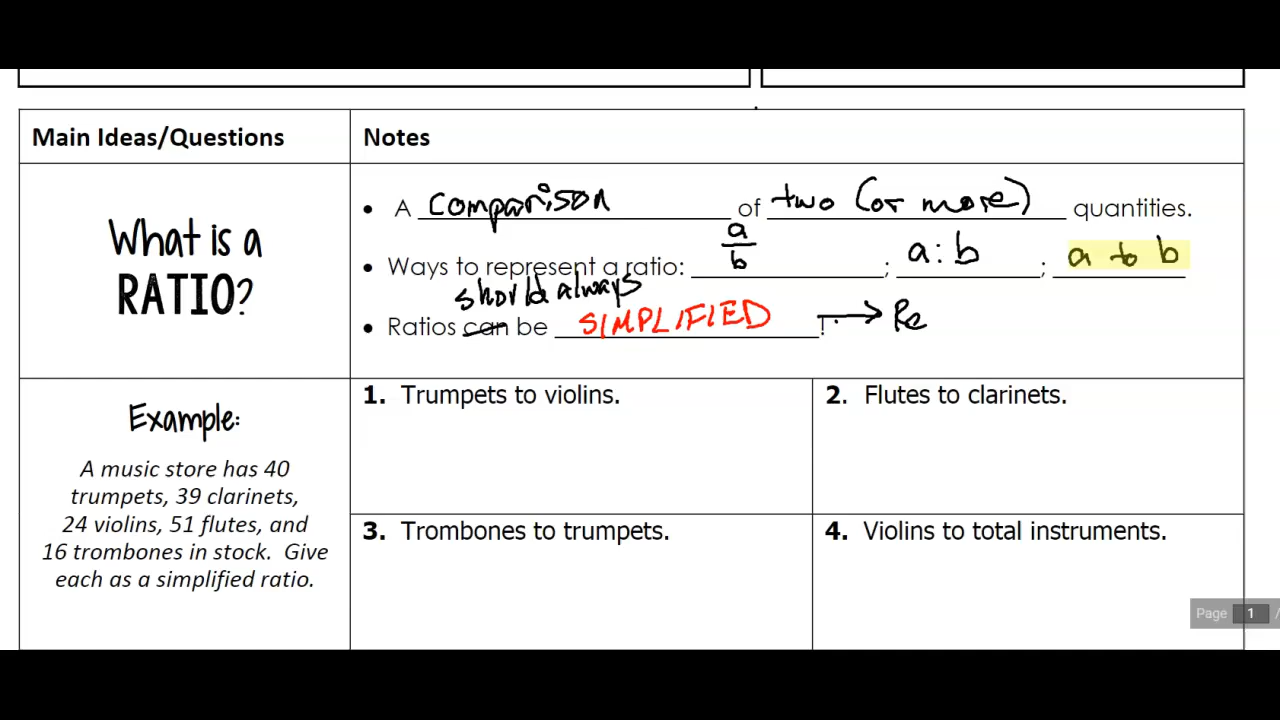 Main Ideas/Questions
Notes
What is a
RATIO?
• A comparison of two (or more) quantities.
• Ways to represent a ratio: a/b ; a : b ; a to b
should always
• Ratios can be SIMPLIFIED! → Re
Example:
A music store has 40
trumpets, 39 clarinets,
24 violins, 51 flutes, and
16 trombones in stock. Give
each as a simplified ratio.
1. Trumpets to violins.
2. Flutes to clarinets.
3. Trombones to trumpets.
4. Violins to total instruments.
Page 1 /